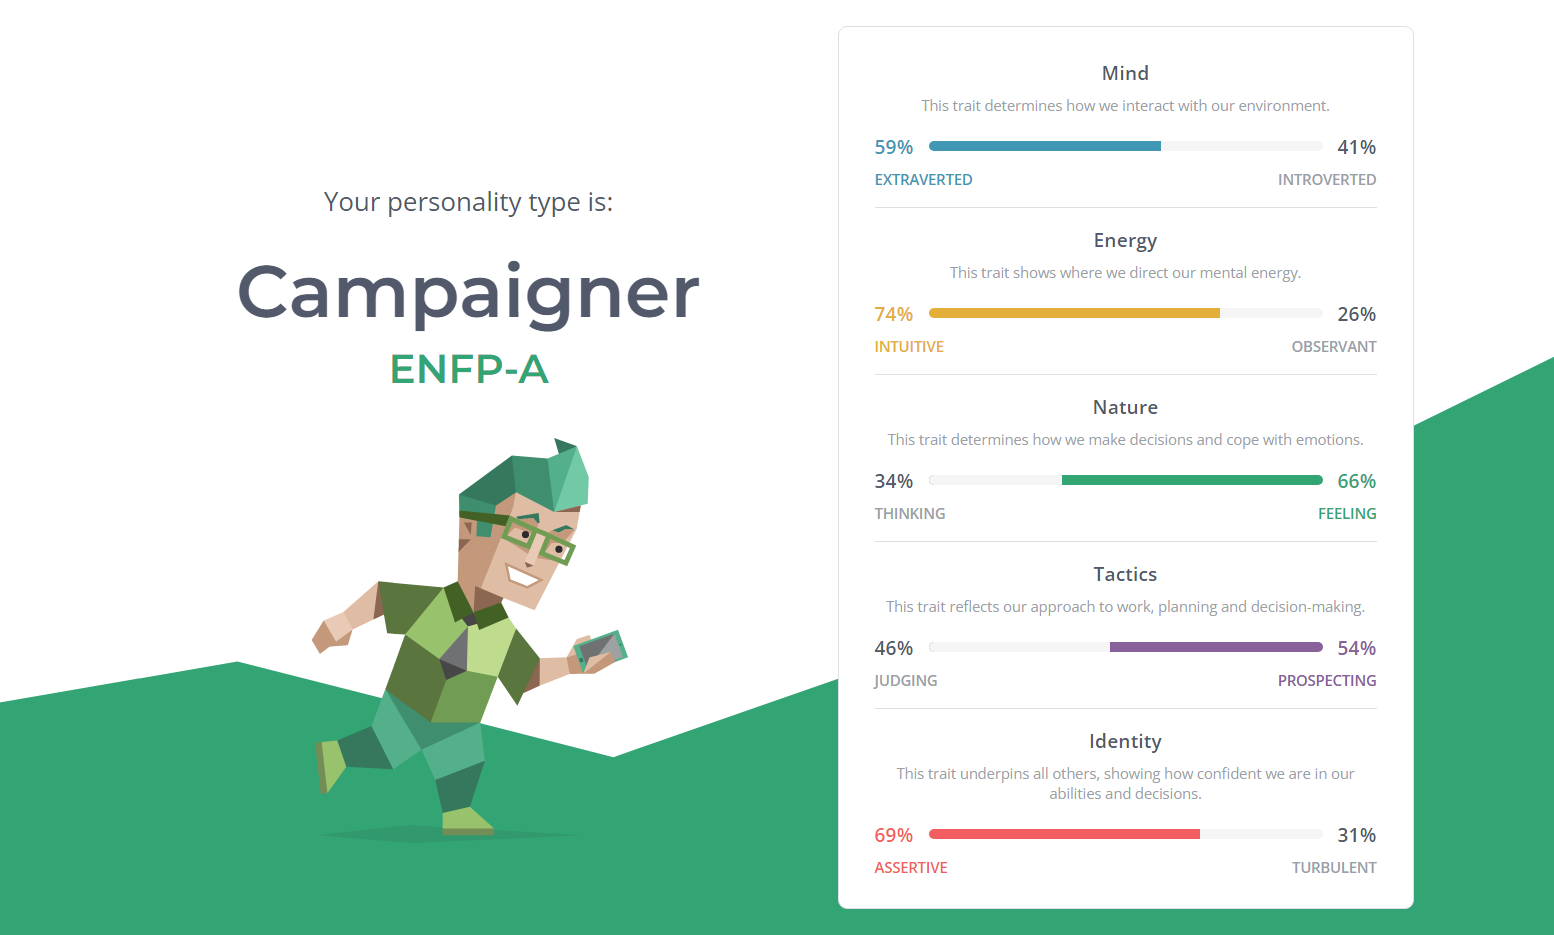 Your personality type is:
Campaigner
ENFP-A
Mind
This trait determines how we interact with our environment.
59% 41%
EXTRAVERTED INTROVERTED
Energy
This trait shows where we direct our mental energy.
74% 26%
INTUITIVE OBSERVANT
Nature
This trait determines how we make decisions and cope with emotions.
34% 66%
THINKING FEELING
Tactics
This trait reflects our approach to work, planning and decision-making.
46% 54%
JUDGING PROSPECTING
Identity
This trait underpins all others, showing how confident we are in our
abilities and decisions.
69% 31%
ASSERTIVE TURBULENT